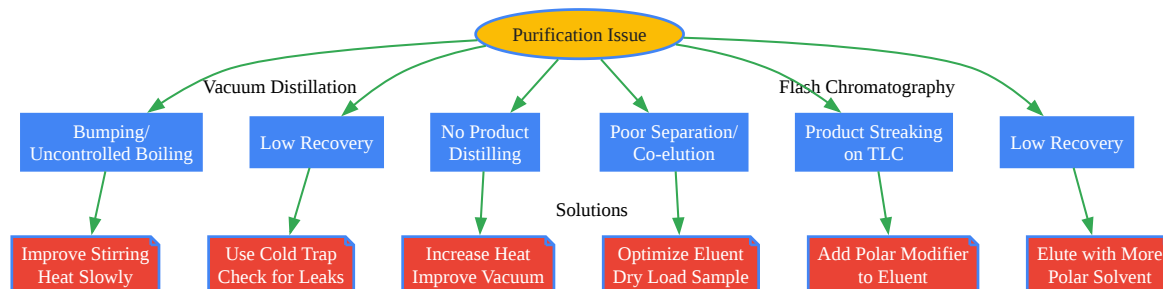 Purification Issue
Vacuum Distillation
Flash Chromatography
Bumping/
Uncontrolled Boiling
Low Recovery
No Product
Distilling
Poor Separation/
Co-elution
Product Streaking
on TLC
Low Recovery
Solutions
Improve Stirring
Heat Slowly
Use Cold Trap
Check for Leaks
Increase Heat
Improve Vacuum
Optimize Eluent
Dry Load Sample
Add Polar Modifier
to Eluent
Elute with More
Polar Solvent